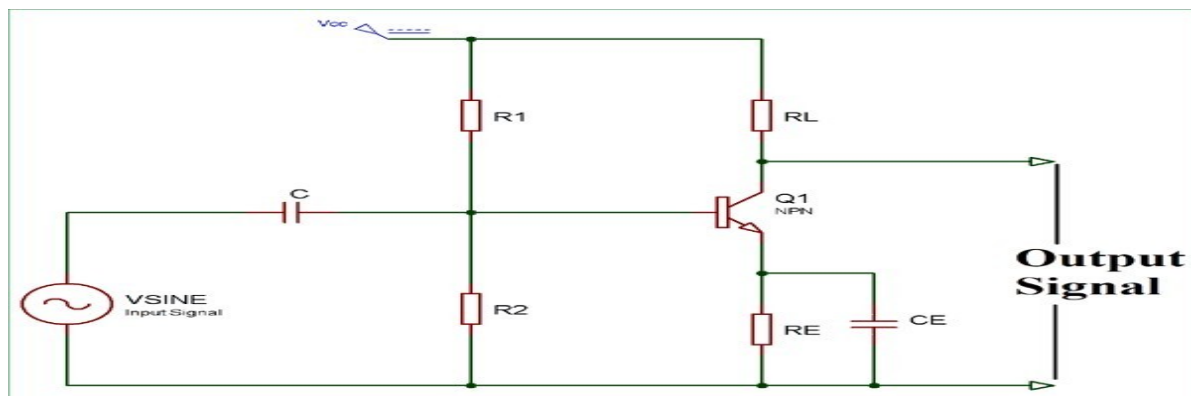 Vcc
R1
RL
C
Q1
NPN
VSINE
Input Signal
R2
RE
CE
Output
Signal